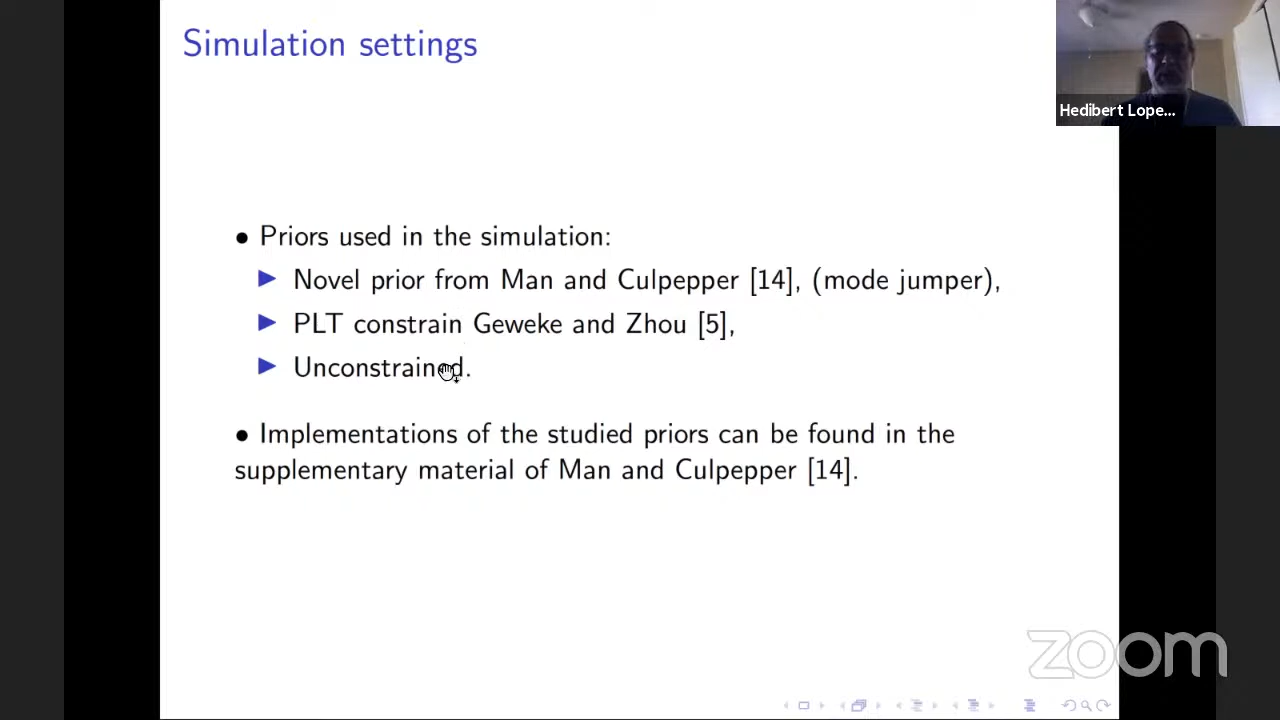 Simulation settings
Hedibert Lope...
● Priors used in the simulation:
▶ Novel prior from Man and Culpepper [14], (mode jumper),
▶ PLT constrain Geweke and Zhou [5],
▶ Unconstrained.
● Implementations of the studied priors can be found in the
supplementary material of Man and Culpepper [14].
zoom